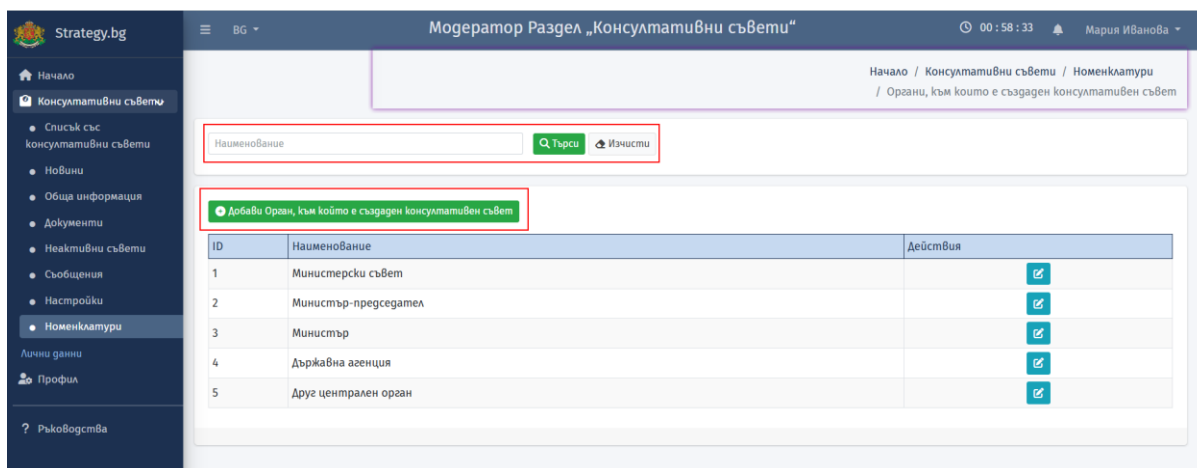 Strategy.bg
BG
Модератор Раздел „Консултативни съвети“
00:58:33
Мария Иванова
Начало
Консултативни съвети
Списък със
консултативни съвети
Новини
Обща информация
Документи
Неактивни съвети
Съобщения
Настройки
Номенклатури
Лични данни
Профил
? Ръководства
Начало / Консултативни съвети / Номенклатури
/ Органи, към които е създаден консултативен съвет
Наименование Търси Изчисти
Добави Орган, към който е създаден консултативен съвет
ID Наименование Действия
1 Министерски съвет
2 Министър-председател
3 Министър
4 Държавна агенция
5 Друг централен орган